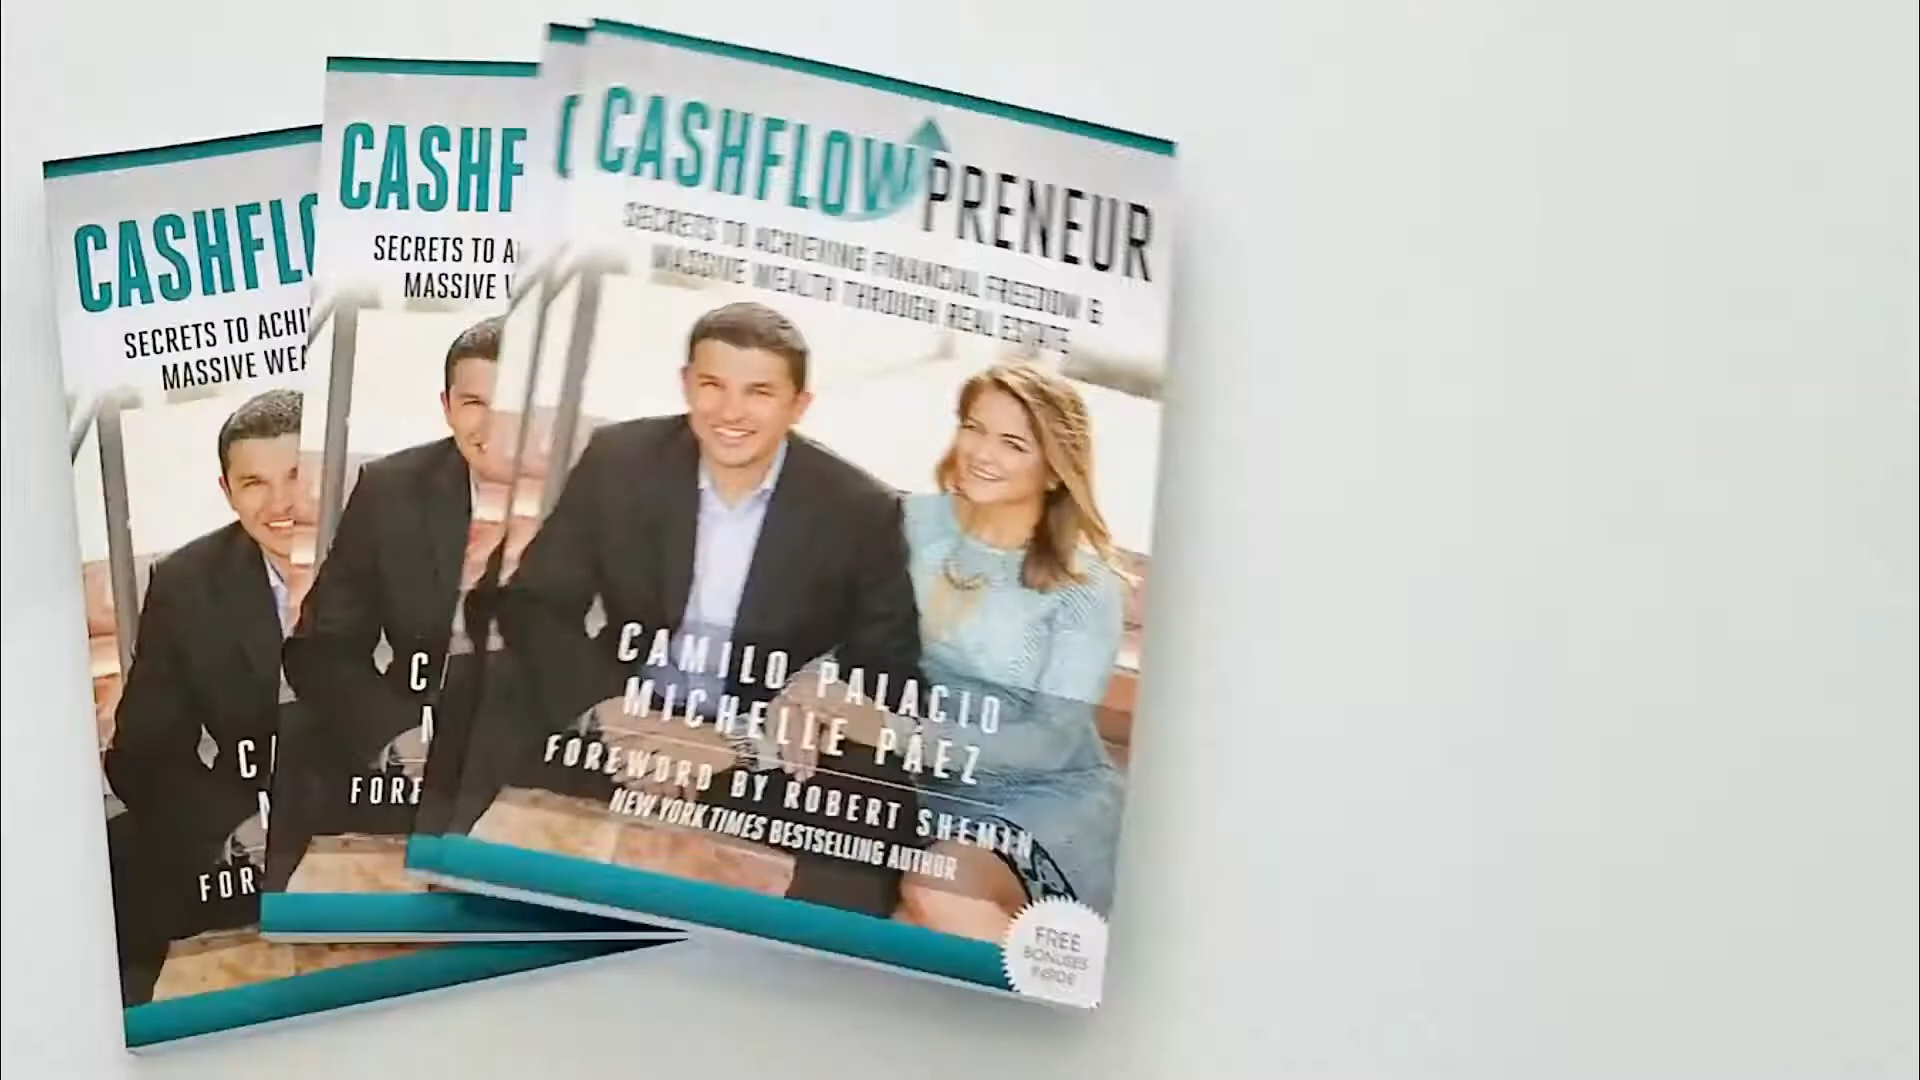 CASHFLO
SECRETS TO ACHI
MASSIVE WEA
C
FOR
CASHF
SECRETS TO A
MASSIVE
C
FORE
C
CASHFLOWPRENEUR
SECRETS TO ACHIEVING FINANCIAL FREEDOM &
MASSIVE WEALTH THROUGH REAL ESTATE
CAMILO PALACIO
MICHELLE PÁEZ
FOREWORD BY ROBERT SHEMIN
NEW YORK TIMES BESTSELLING AUTHOR
FREE
BONUSES
INSIDE